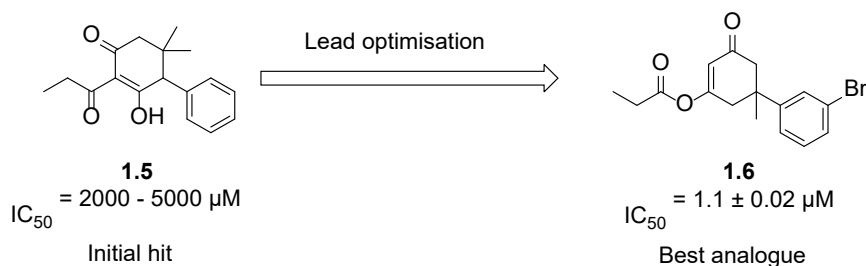 Lead optimisation
O
O
OH
1.5
IC50 = 2000 - 5000 µM
Initial hit
O
O
O
Br
1.6
IC50 = 1.1 ± 0.02 µM
Best analogue